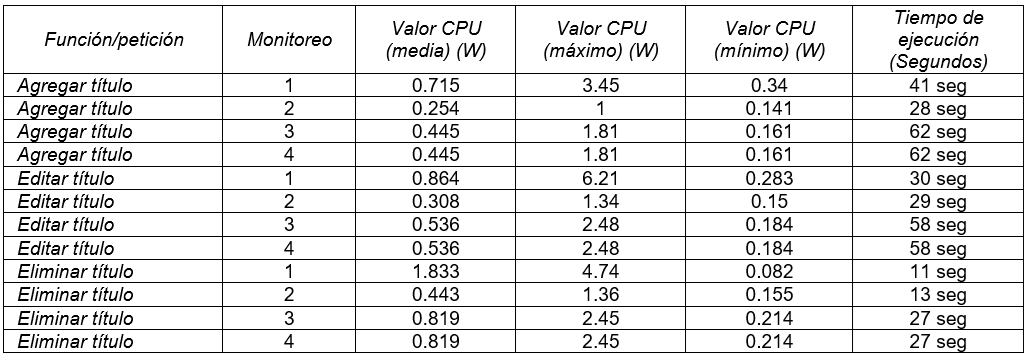 Función/petición Monitoreo Valor CPU (media) (W) Valor CPU (máximo) (W) Valor CPU (mínimo) (W) Tiempo de ejecución (Segundos)
Agregar título 1 0.715 3.45 0.34 41 seg
Agregar título 2 0.254 1 0.141 28 seg
Agregar título 3 0.445 1.81 0.161 62 seg
Agregar título 4 0.445 1.81 0.161 62 seg
Editar título 1 0.864 6.21 0.283 30 seg
Editar título 2 0.308 1.34 0.15 29 seg
Editar título 3 0.536 2.48 0.184 58 seg
Editar título 4 0.536 2.48 0.184 58 seg
Eliminar título 1 1.833 4.74 0.082 11 seg
Eliminar título 2 0.443 1.36 0.155 13 seg
Eliminar título 3 0.819 2.45 0.214 27 seg
Eliminar título 4 0.819 2.45 0.214 27 seg